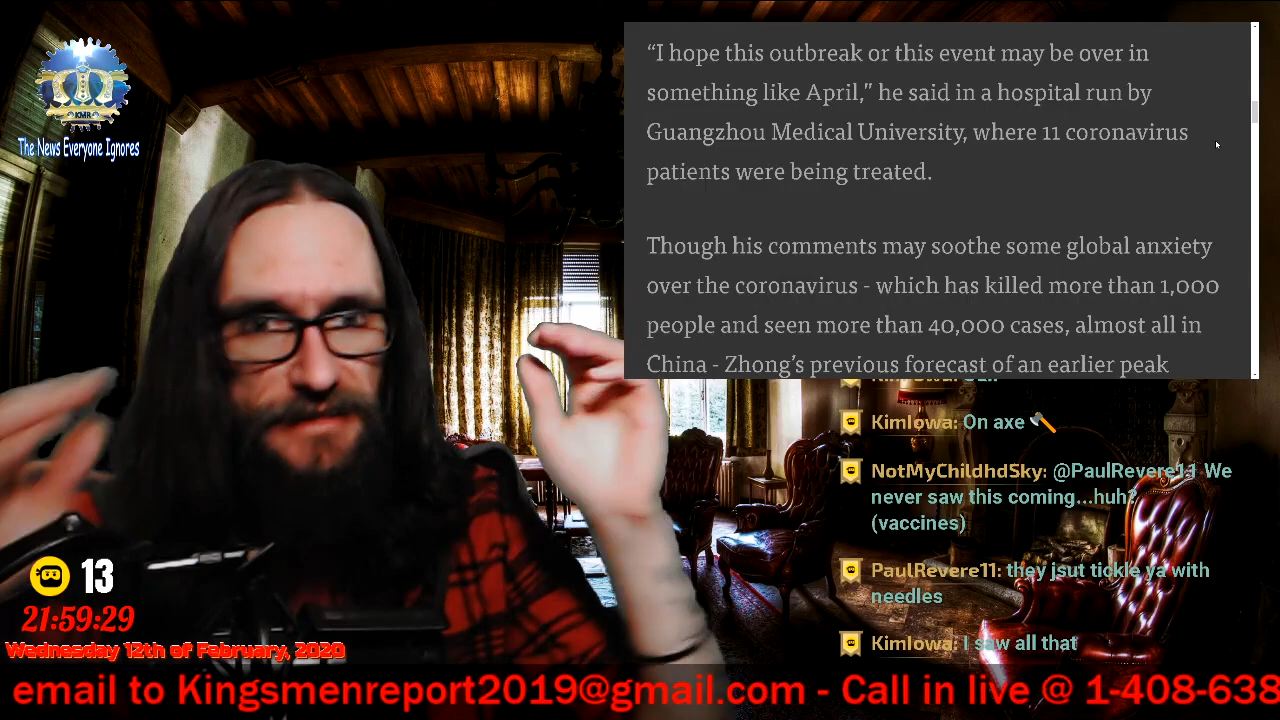 KMR
The News Everyone Ignores
“I hope this outbreak or this event may be over in
something like April,” he said in a hospital run by
Guangzhou Medical University, where 11 coronavirus
patients were being treated.
Though his comments may soothe some global anxiety
over the coronavirus - which has killed more than 1,000
people and seen more than 40,000 cases, almost all in
China - Zhong’s previous forecast of an earlier peak
KimIowa: On axe
NotMyChildhdSky: @PaulRevere11 We
never saw this coming...huh?
(vaccines)
PaulRevere11: they jsut tickle ya with
needles
KimIowa: I saw all that
13
21:59:29
Wednesday 12th of February, 2020
email to Kingsmenreport2019@gmail.com - Call in live @ 1-408-638